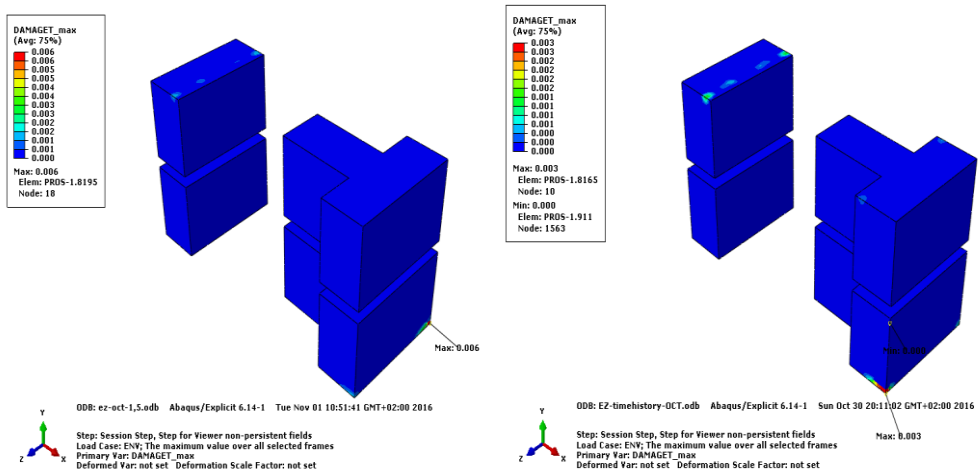 DAMAGET_max
(Avg: 75%)
0.006
0.006
0.005
0.005
0.004
0.004
0.003
0.003
0.002
0.002
0.001
0.001
0.000
Max: 0.006
Elem: PROS-1.8195
Node: 18
Max: 0.006
ODB: ez-oct-1,5.odb Abaqus/Explicit 6.14-1 Tue Nov 01 10:51:41 GMT+02:00 2016
Y
Z
X
Step: Session Step, Step for Viewer non-persistent fields
Load Case: ENV; The maximum value over all selected frames
Primary Var: DAMAGET_max
Deformed Var: not set Deformation Scale Factor: not set
DAMAGET_max
(Avg: 75%)
0.003
0.003
0.002
0.002
0.002
0.002
0.001
0.001
0.001
0.001
0.000
0.000
0.000
Max: 0.003
Elem: PROS-1.8165
Node: 10
Min: 0.000
Elem: PROS-1.911
Node: 1563
Min: 0.000
Max: 0.003
ODB: EZ-timehistory-OCT.odb Abaqus/Explicit 6.14-1 Sun Oct 30 20:11:02 GMT+02:00 2016
Y
Z
X
Step: Session Step, Step for Viewer non-persistent fields
Load Case: ENV; The maximum value over all selected frames
Primary Var: DAMAGET_max
Deformed Var: not set Deformation Scale Factor: not set